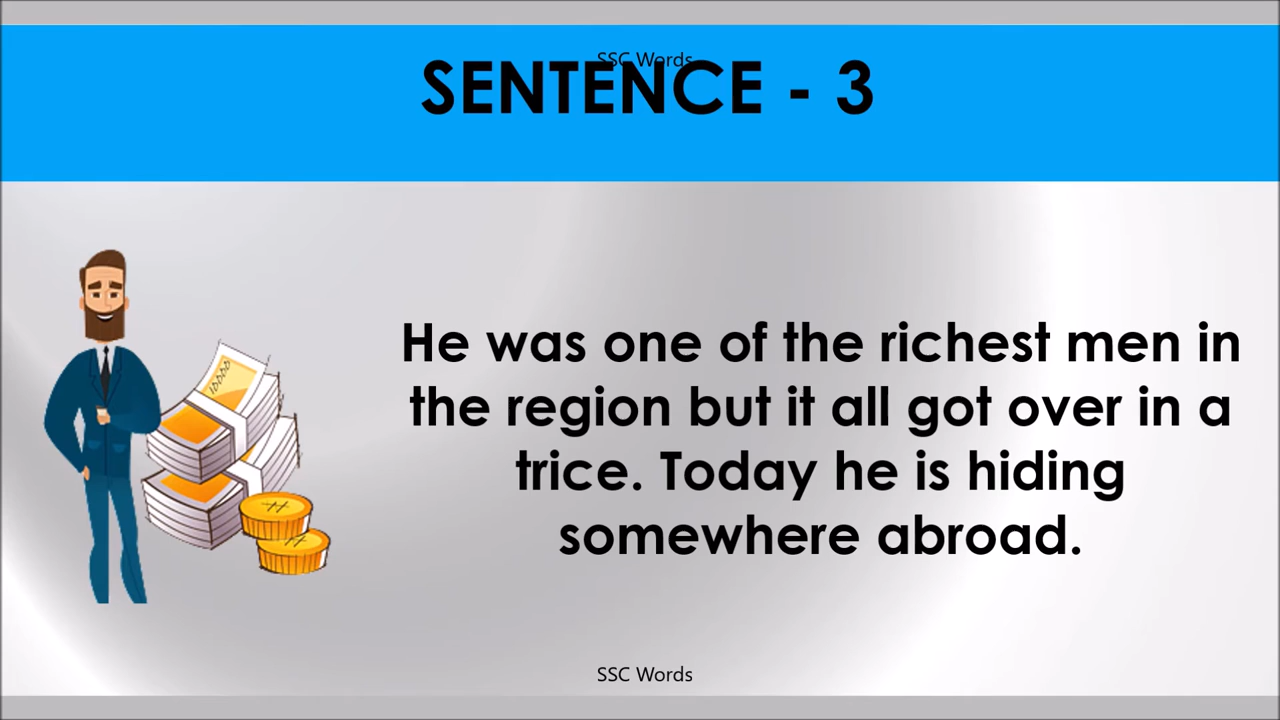 SSC Words
SENTENCE - 3
He was one of the richest men in
the region but it all got over in a
trice. Today he is hiding
somewhere abroad.
10000
SSC Words